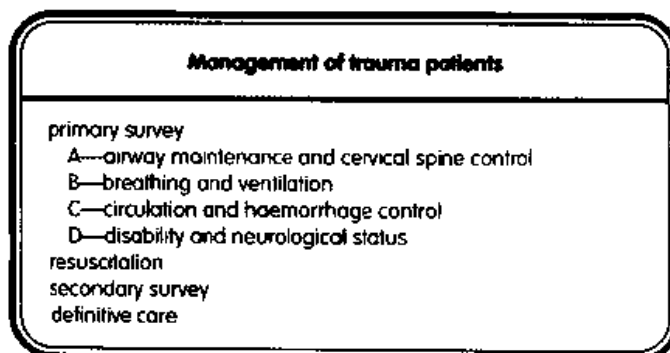 Management of trauma patients
primary survey
A—airway maintenance and cervical spine control
B—breathing and ventilation
C—circulation and haemorrhage control
D—disability and neurological status
resuscitation
secondary survey
definitive care